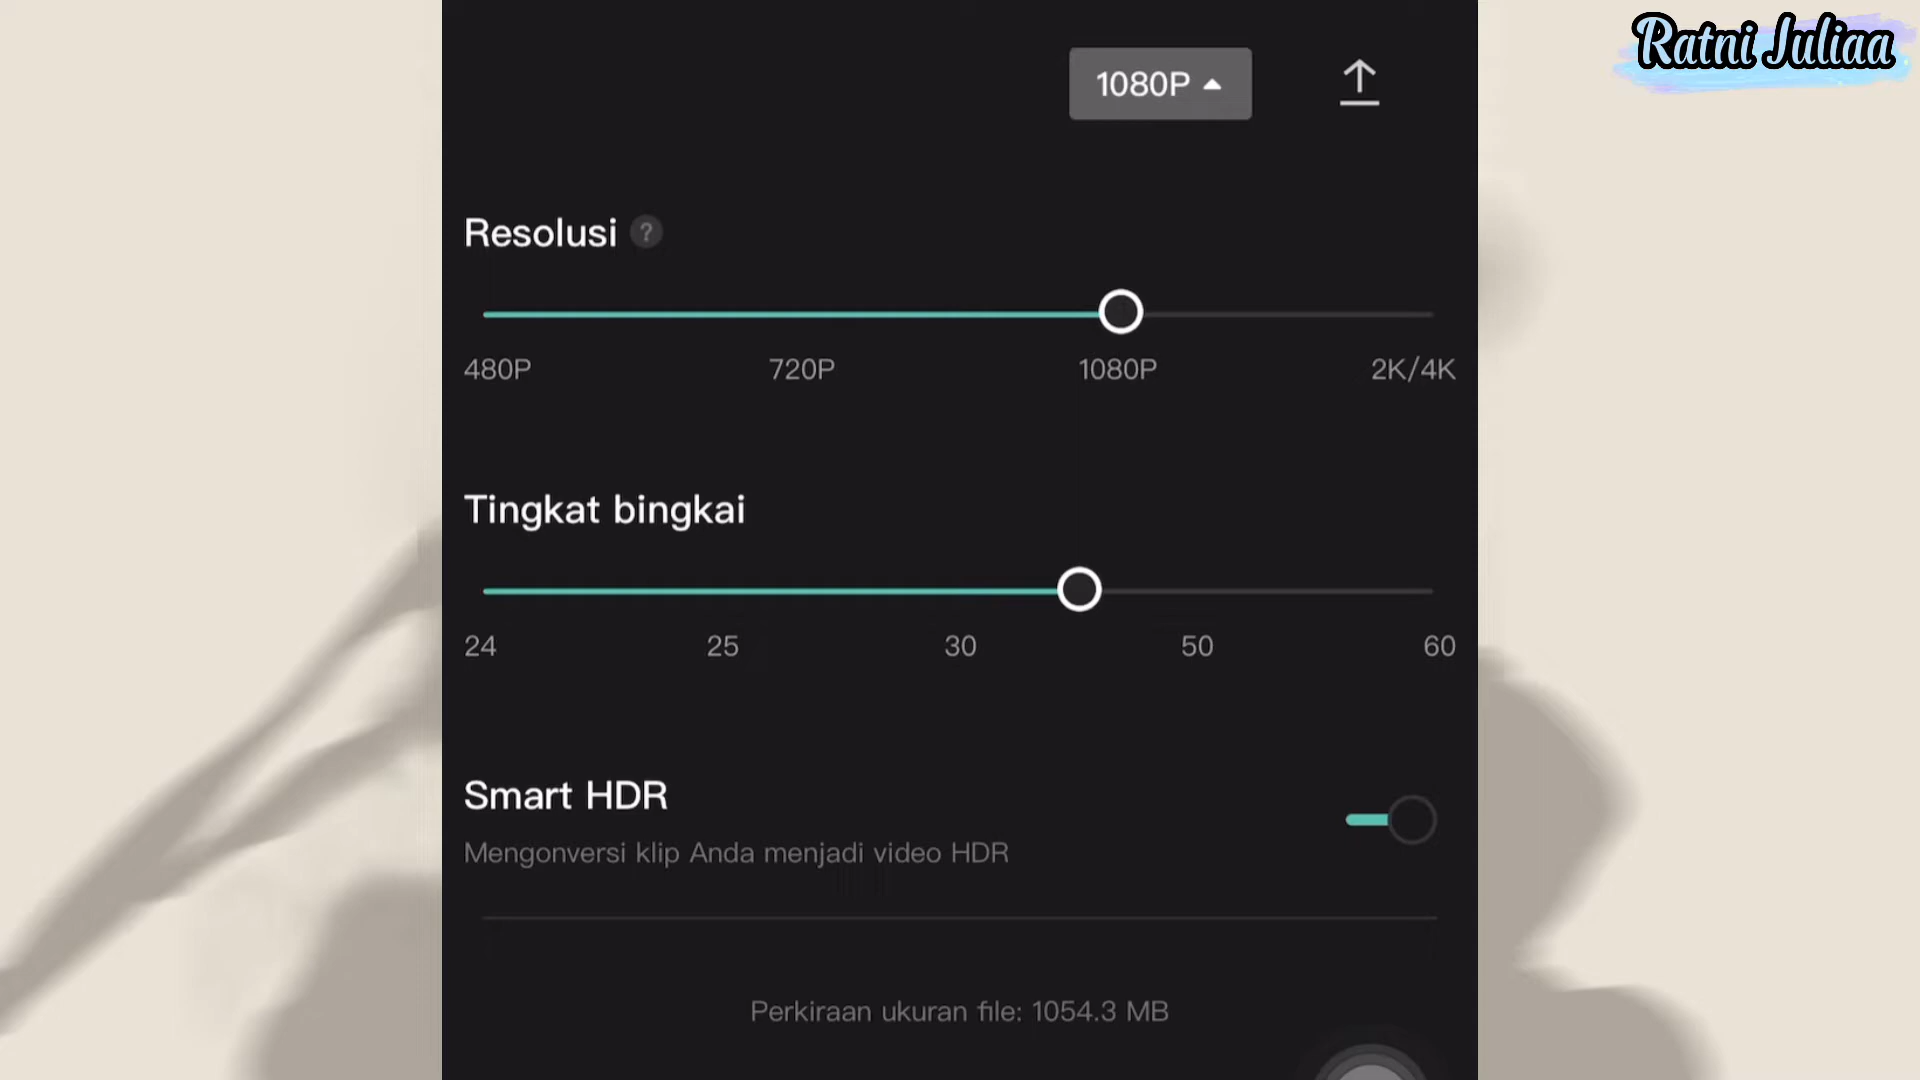 Ratni Juliaa
1080P
Resolusi ?
480P 720P 1080P 2K/4K
Tingkat bingkai
24 25 30 50 60
Smart HDR
Mengonversi klip Anda menjadi video HDR
Perkiraan ukuran file: 1054.3 MB